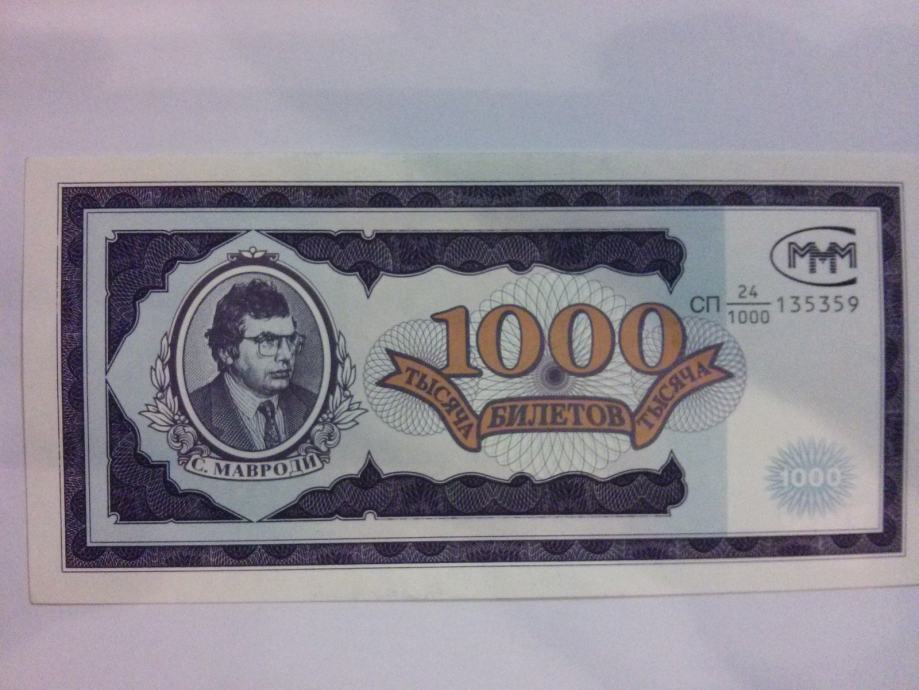 МММ
СП 24/1000 135359
1000
ТЫСЯЧА БИЛЕТОВ ТЫСЯЧА
С. МАВРОДИ
1000